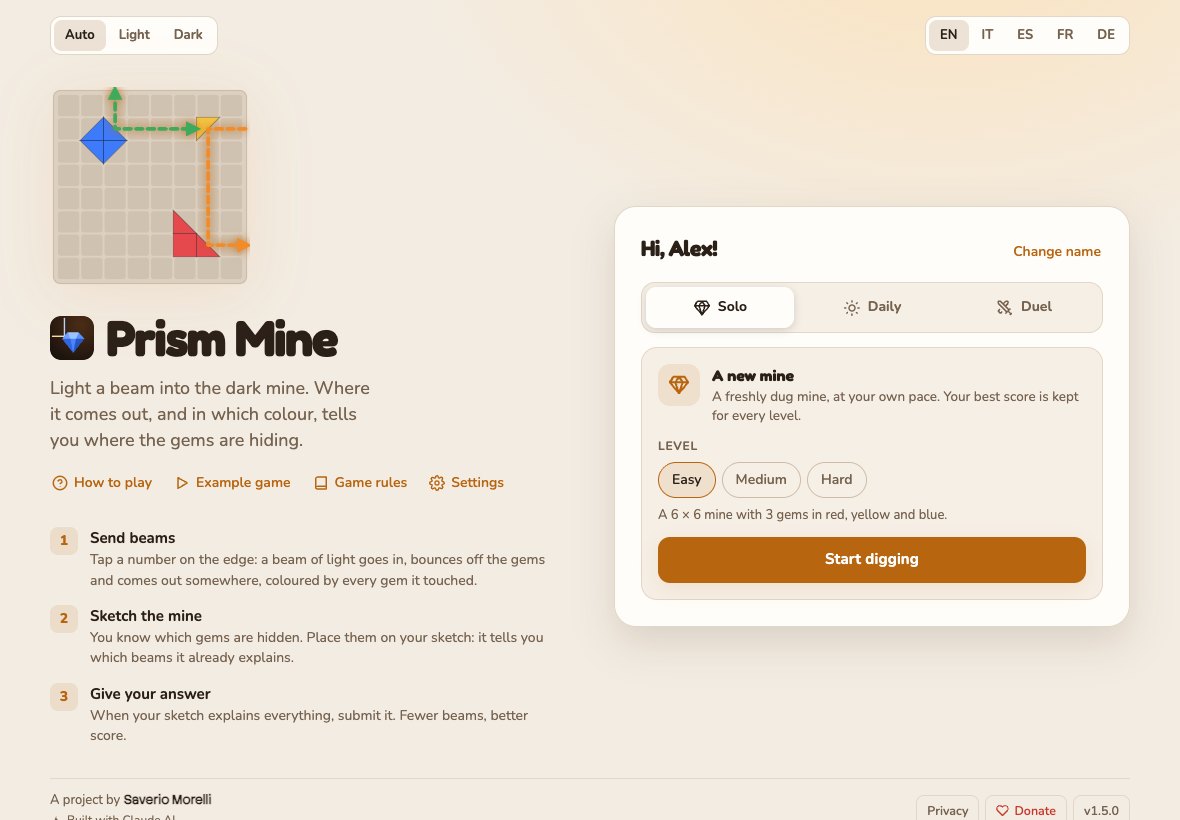 Auto Light Dark
EN IT ES FR DE
Prism Mine
Light a beam into the dark mine. Where
it comes out, and in which colour, tells
you where the gems are hiding.
How to play Example game Game rules Settings
1 Send beams
Tap a number on the edge: a beam of light goes in, bounces off the gems
and comes out somewhere, coloured by every gem it touched.
2 Sketch the mine
You know which gems are hidden. Place them on your sketch: it tells you
which beams it already explains.
3 Give your answer
When your sketch explains everything, submit it. Fewer beams, better
score.
Hi, Alex!
Change name
Solo Daily Duel
A new mine
A freshly dug mine, at your own pace. Your best score is kept
for every level.
LEVEL
Easy Medium Hard
A 6 × 6 mine with 3 gems in red, yellow and blue.
Start digging
A project by Saverio Morelli
Built with Claude AI
Privacy Donate v1.5.0